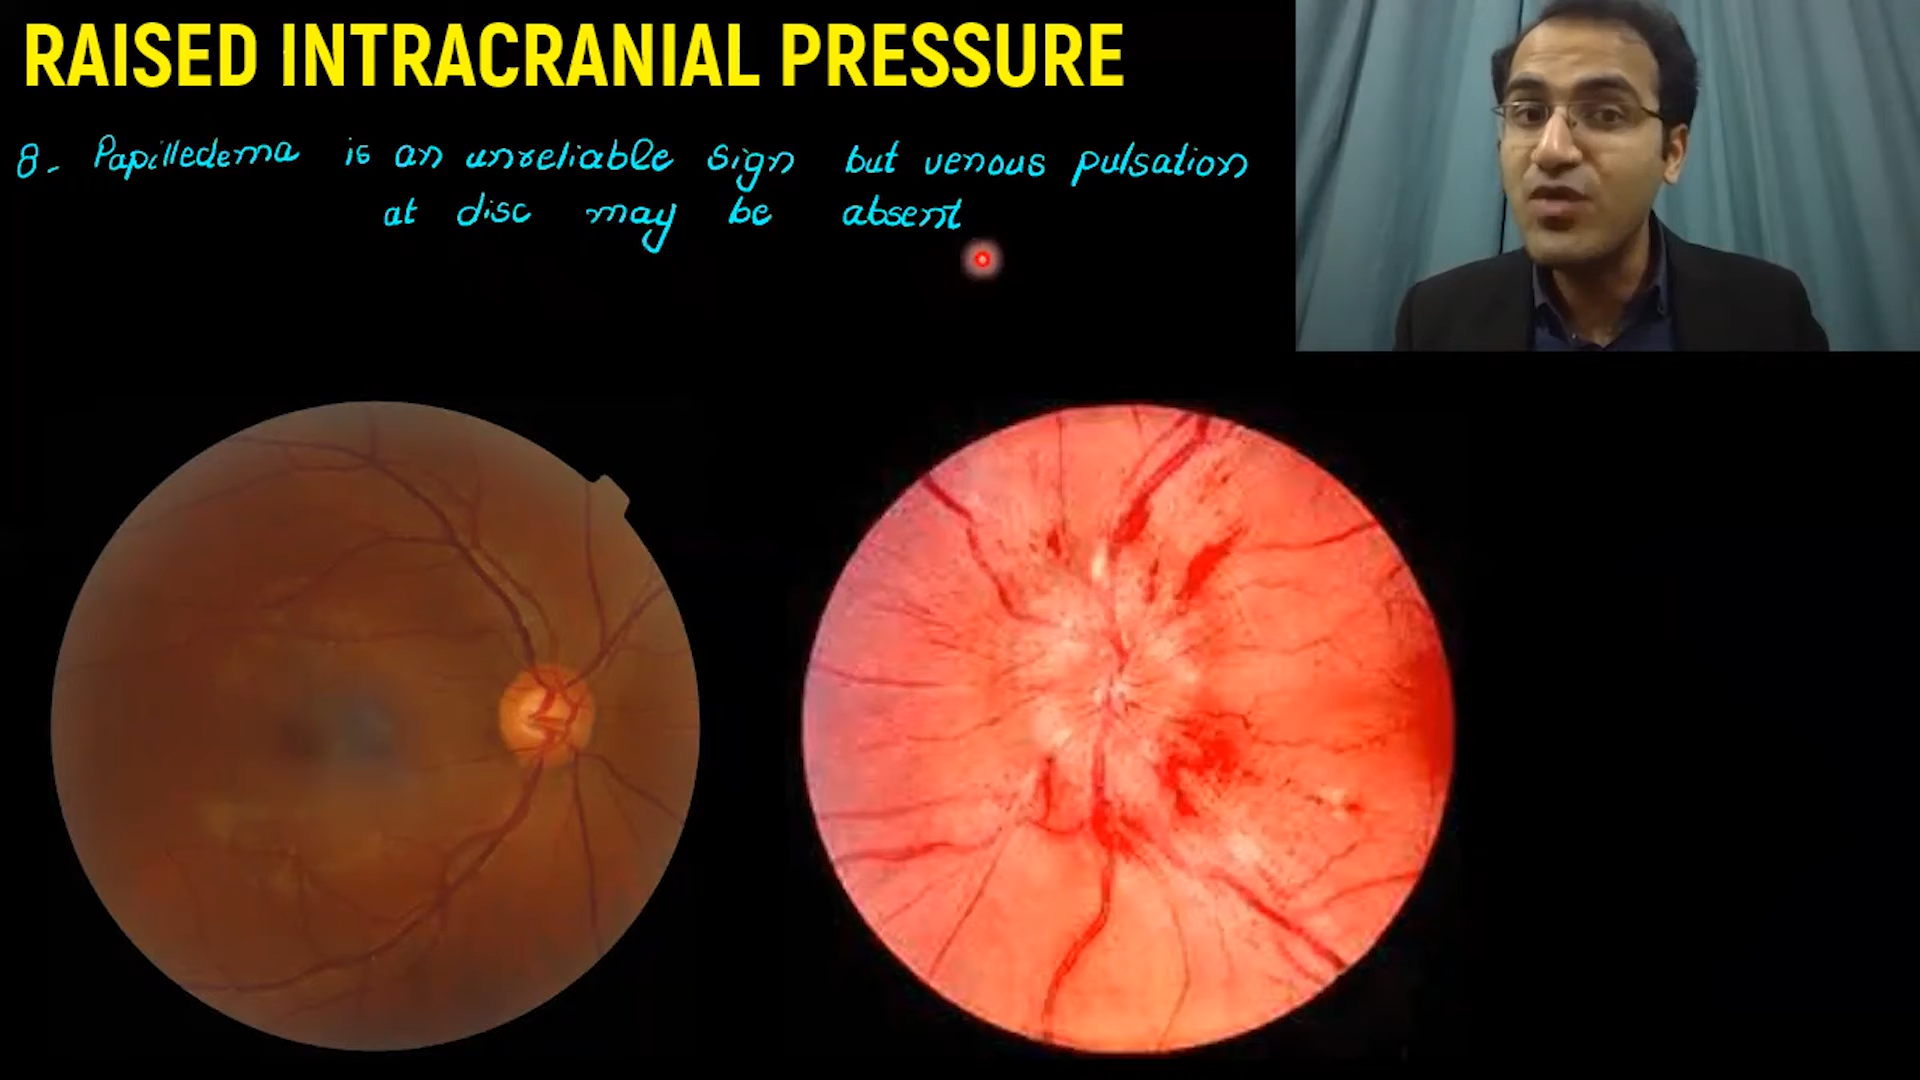 RAISED INTRACRANIAL PRESSURE
8- Papilledema is an unreliable sign but venous pulsation
at disc may be absent